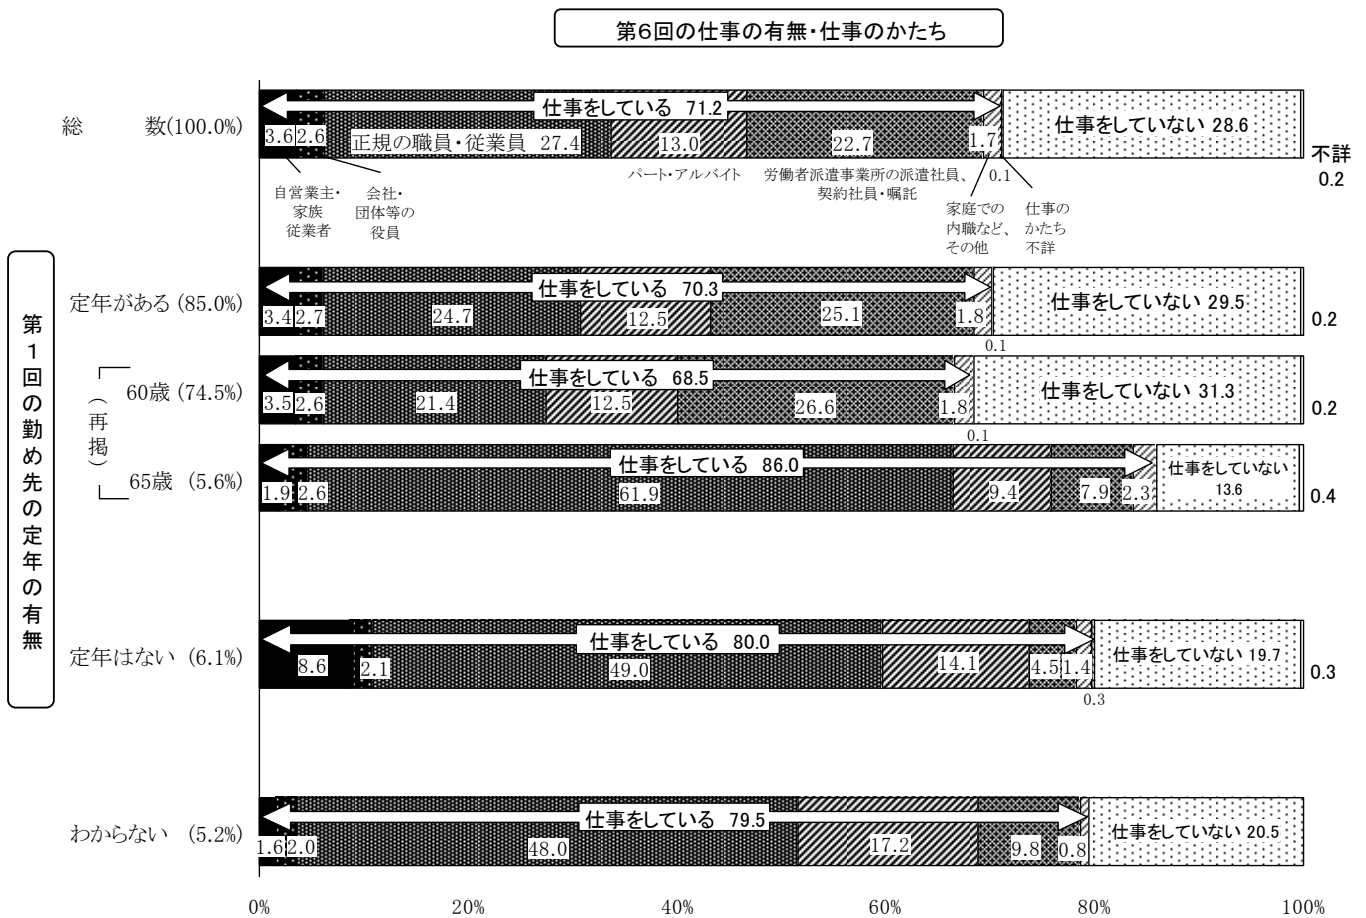 第6回の仕事の有無・仕事のかたち
総　数(100.0%)
仕事をしている 71.2
3.6
2.6
正規の職員・従業員 27.4
13.0
22.7
1.7
仕事をしていない 28.6
不詳
0.2
自営業主・
家族
従業者
会社・
団体等の
役員
パート・アルバイト
労働者派遣事業所の派遣社員、
契約社員・嘱託
0.1
家庭での
内職など、
その他
仕事の
かたち
不詳
第1回の勤め先の定年の有無
定年がある (85.0%)
仕事をしている 70.3
3.4
2.7
24.7
12.5
25.1
1.8
仕事をしていない 29.5
0.2
0.1
(再掲)
60歳 (74.5%)
仕事をしている 68.5
3.5
2.6
21.4
12.5
26.6
1.8
仕事をしていない 31.3
0.2
0.1
65歳 (5.6%)
仕事をしている 86.0
1.9
2.6
61.9
9.4
7.9
2.3
仕事をしていない
13.6
0.4
定年はない (6.1%)
仕事をしている 80.0
8.6
2.1
49.0
14.1
4.5
1.4
仕事をしていない 19.7
0.3
0.3
わからない (5.2%)
仕事をしている 79.5
1.6
2.0
48.0
17.2
9.8
0.8
仕事をしていない 20.5
0%
20%
40%
60%
80%
100%